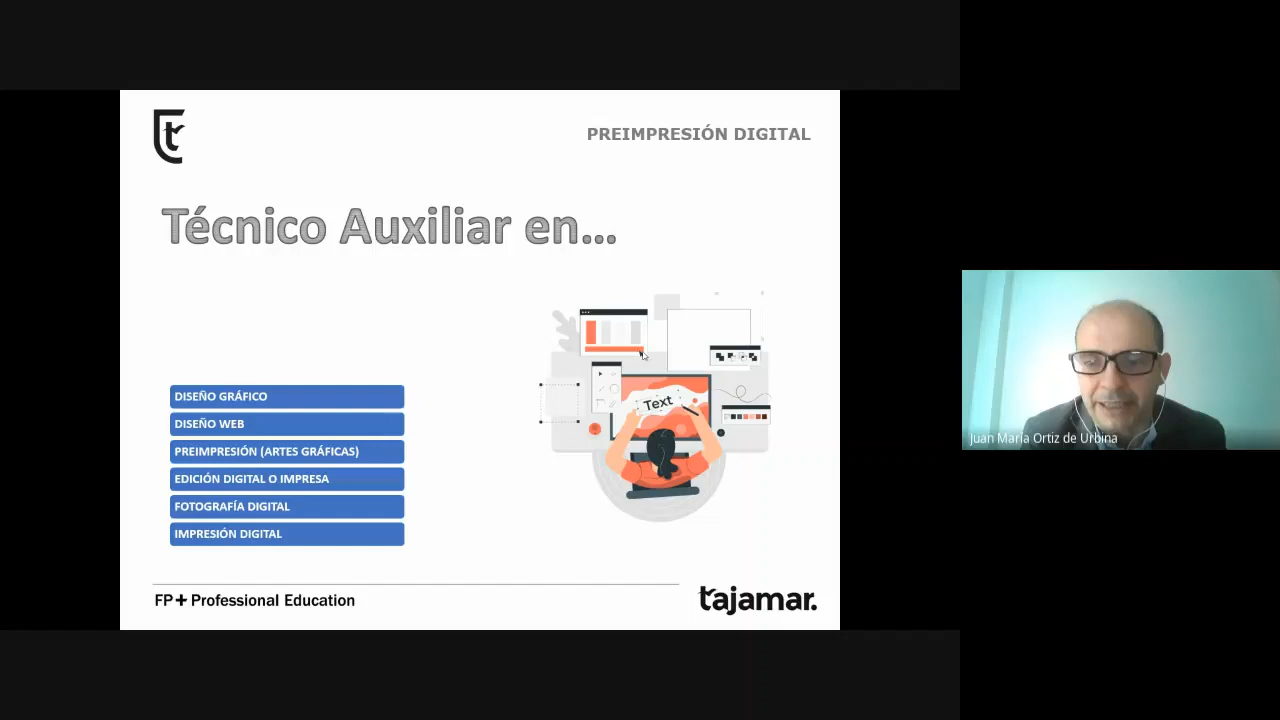 PREIMPRESIÓN DIGITAL
Técnico Auxiliar en...
Text
DISEÑO GRÁFICO
DISEÑO WEB
PREIMPRESIÓN (ARTES GRÁFICAS)
EDICIÓN DIGITAL O IMPRESA
FOTOGRAFÍA DIGITAL
IMPRESIÓN DIGITAL
FP+ Professional Education
tajamar.
Juan María Ortiz de Urbina